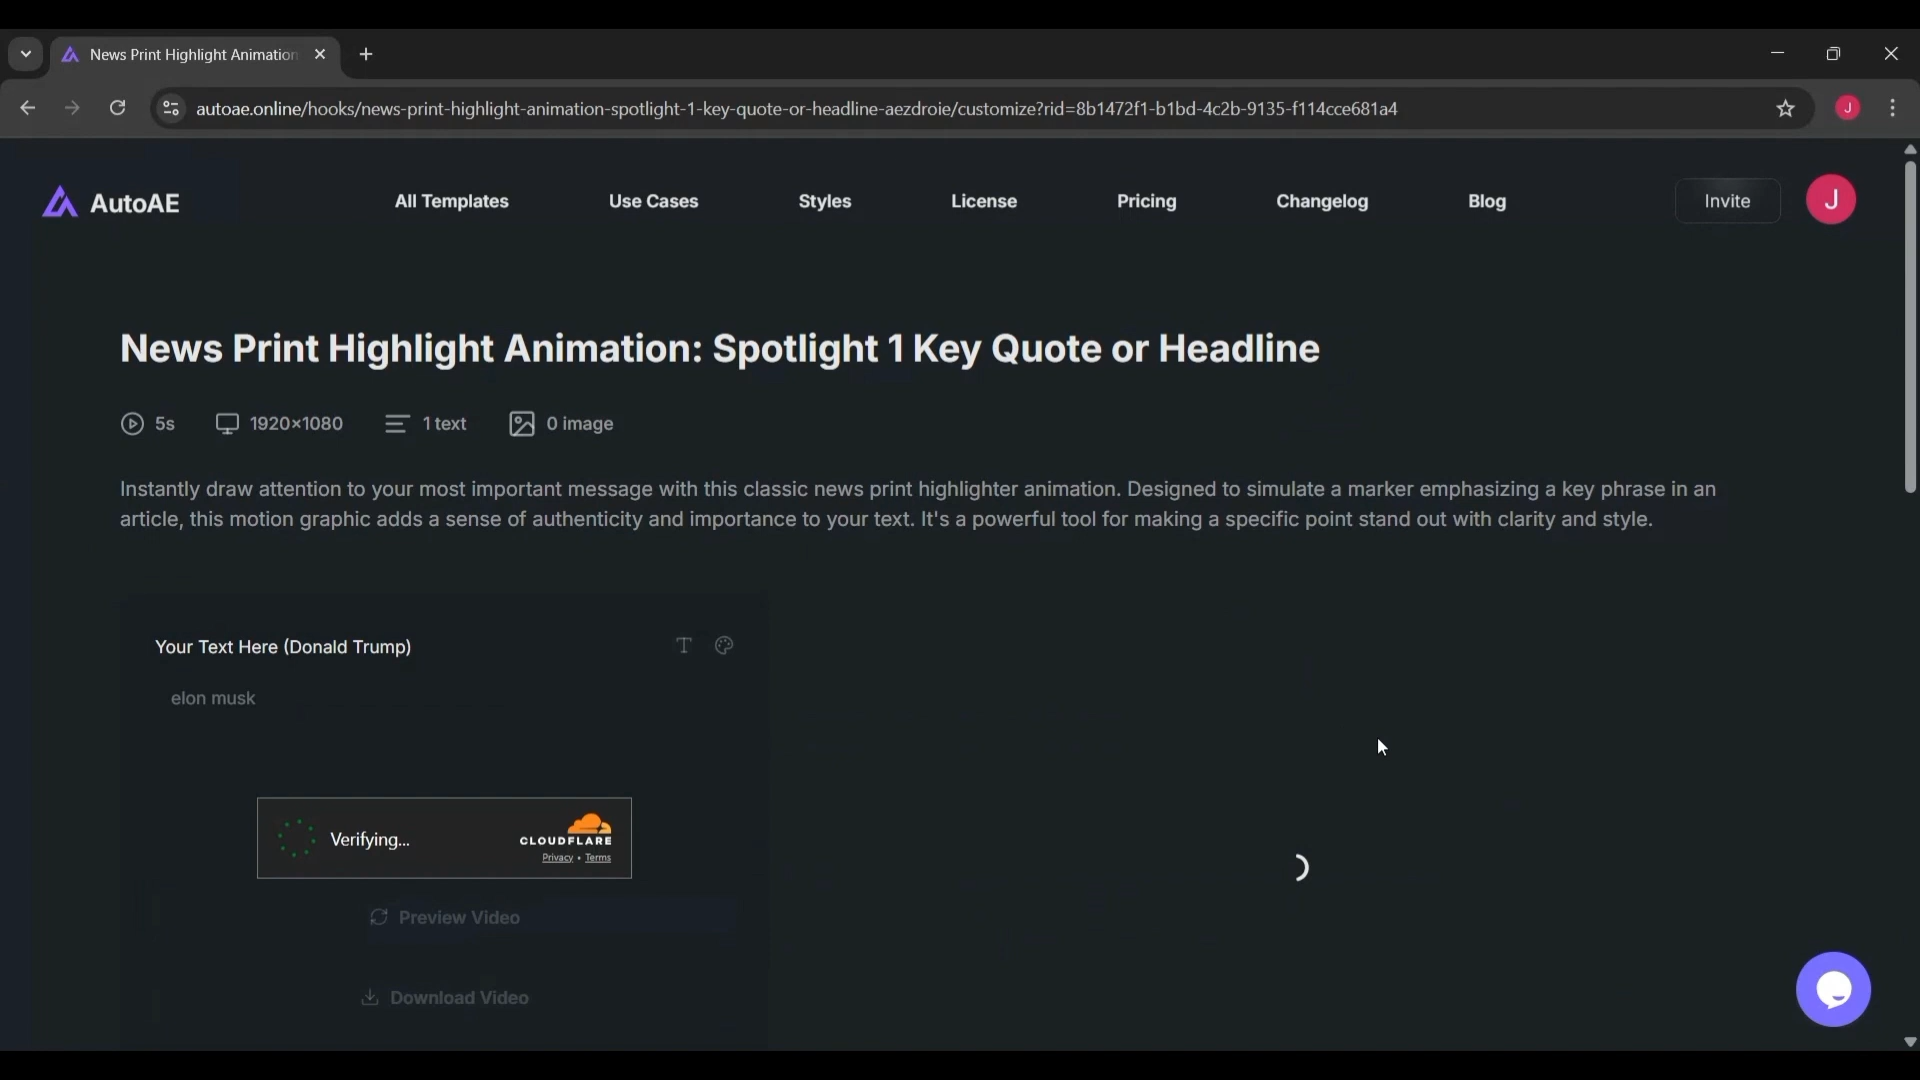 News Print Highlight Animation
autoae.online/hooks/news-print-highlight-animation-spotlight-1-key-quote-or-headline-aezdroie/customize?rid=8b1472f1-b1bd-4c2b-9135-f114cce681a4
J
AutoAE
All Templates
Use Cases
Styles
License
Pricing
Changelog
Blog
Invite
J
News Print Highlight Animation: Spotlight 1 Key Quote or Headline
5s
1920×1080
1 text
0 image
Instantly draw attention to your most important message with this classic news print highlighter animation. Designed to simulate a marker emphasizing a key phrase in an
article, this motion graphic adds a sense of authenticity and importance to your text. It's a powerful tool for making a specific point stand out with clarity and style.
Your Text Here (Donald Trump)
elon musk
Verifying...
CLOUDFLARE
Privacy • Terms
Preview Video
Download Video